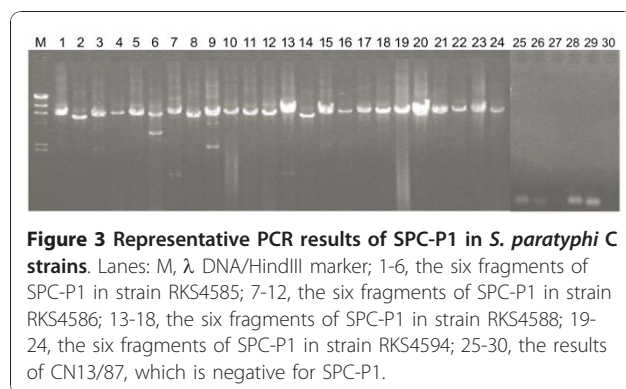 M 1 2 3 4 5 6 7 8 9 10 11 12 13 14 15 16 17 18 19 20 21 22 23 24 25 26 27 28 29 30
Figure 3 Representative PCR results of SPC-P1 in S. paratyphi C
strains. Lanes: M, λ DNA/HindIII marker; 1-6, the six fragments of
SPC-P1 in strain RKS4585; 7-12, the six fragments of SPC-P1 in strain
RKS4586; 13-18, the six fragments of SPC-P1 in strain RKS4588; 19-
24, the six fragments of SPC-P1 in strain RKS4594; 25-30, the results
of CN13/87, which is negative for SPC-P1.